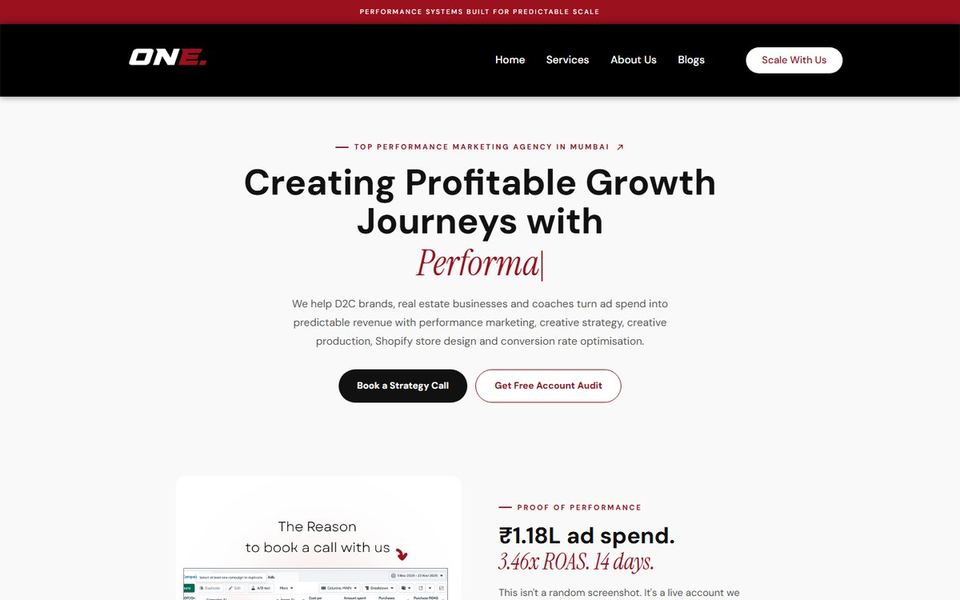 PERFORMANCE SYSTEMS BUILT FOR PREDICTABLE SCALE
ONE.
Home Services About Us Blogs Scale With Us
TOP PERFORMANCE MARKETING AGENCY IN MUMBAI
Creating Profitable Growth
Journeys with
Performa
We help D2C brands, real estate businesses and coaches turn ad spend into
predictable revenue with performance marketing, creative strategy, creative
production, Shopify store design and conversion rate optimisation.
Book a Strategy Call Get Free Account Audit
The Reason
to book a call with us
PROOF OF PERFORMANCE
₹1.18L ad spend.
3.46x ROAS. 14 days.
This isn't a random screenshot. It's a live account we